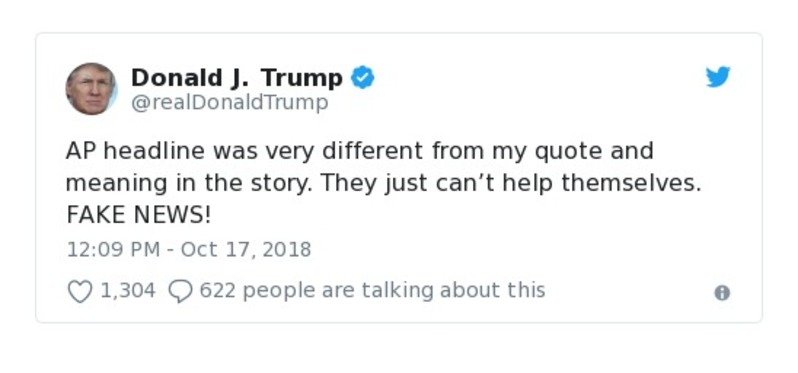 Donald J. Trump
@realDonaldTrump
AP headline was very different from my quote and
meaning in the story. They just can’t help themselves.
FAKE NEWS!
12:09 PM - Oct 17, 2018
1,304 622 people are talking about this